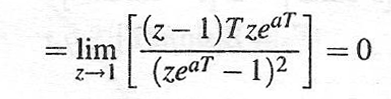 = lim_{z→1} [ (z − 1)Tze^{aT} / (ze^{aT} − 1)^2 ] = 0